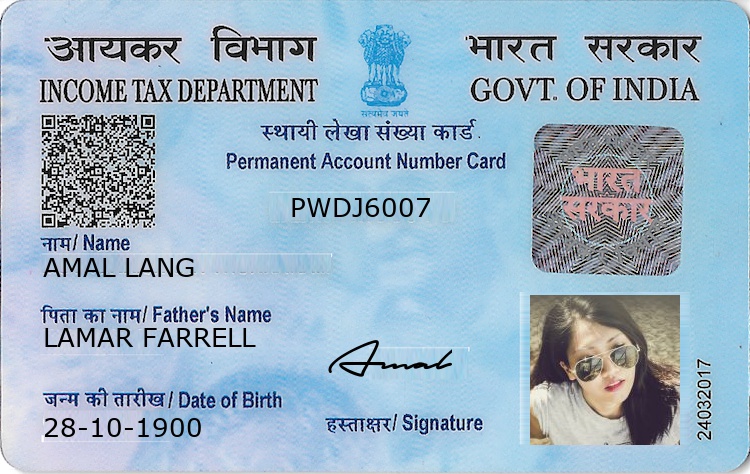 आयकर विभाग
INCOME TAX DEPARTMENT
सत्यमेव जयते
भारत सरकार
GOVT. OF INDIA
स्थायी लेखा संख्या कार्ड
Permanent Account Number Card
PWDJ6007
भारत
सरकार
नाम/ Name
AMAL LANG
पिता का नाम/ Father's Name
LAMAR FARRELL
जन्म की तारीख/ Date of Birth
28-10-1900
Amal
हस्ताक्षर/ Signature
24032017